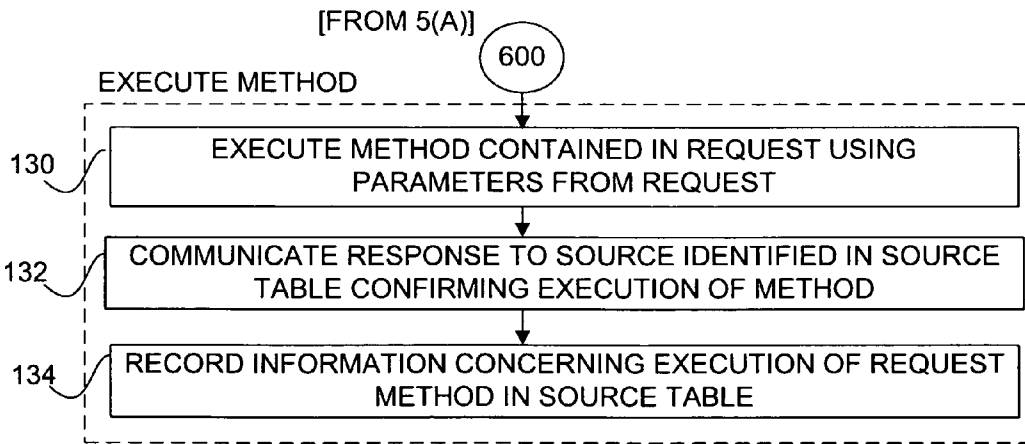 [FROM 5(A)]
600
EXECUTE METHOD
130
EXECUTE METHOD CONTAINED IN REQUEST USING
PARAMETERS FROM REQUEST
132
COMMUNICATE RESPONSE TO SOURCE IDENTIFIED IN SOURCE
TABLE CONFIRMING EXECUTION OF METHOD
134
RECORD INFORMATION CONCERNING EXECUTION OF REQUEST
METHOD IN SOURCE TABLE